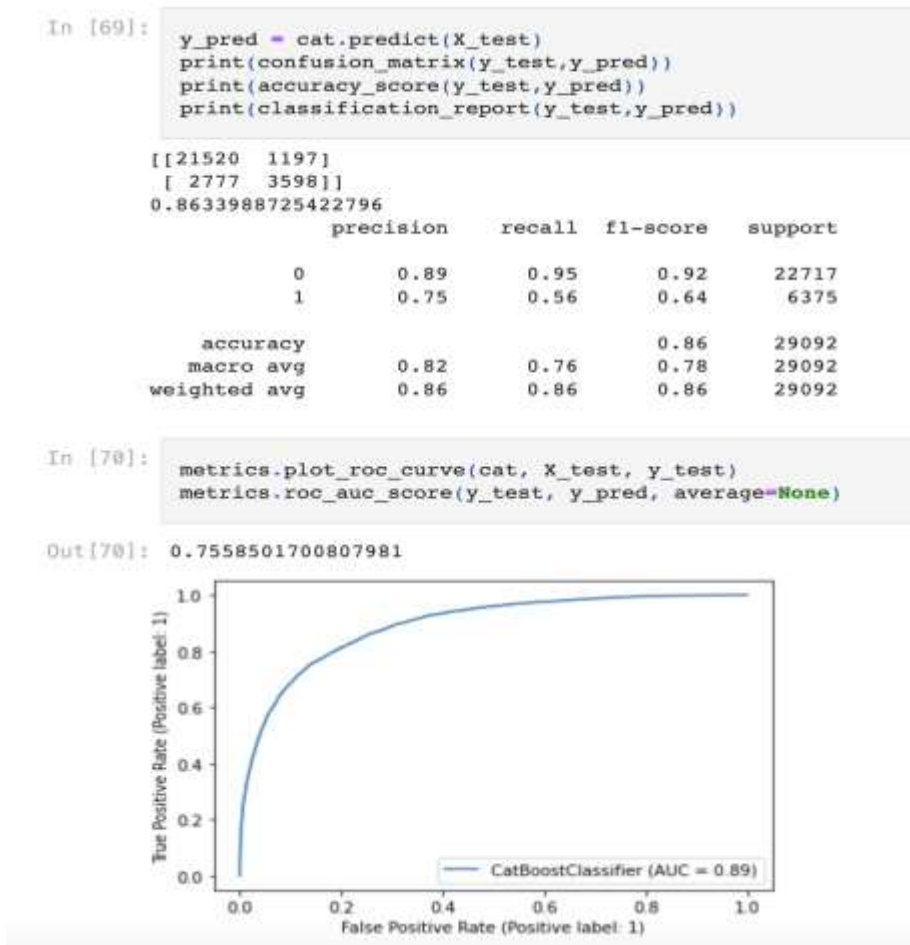 In [69]:
y_pred = cat.predict(X_test)
print(confusion_matrix(y_test,y_pred))
print(accuracy_score(y_test,y_pred))
print(classification_report(y_test,y_pred))
[[21520 1197]
[ 2777 3598]]
0.8633988725422796
precision recall f1-score support
0 0.89 0.95 0.92 22717
1 0.75 0.56 0.64 6375
accuracy 0.86 29092
macro avg 0.82 0.76 0.78 29092
weighted avg 0.86 0.86 0.86 29092
In [70]:
metrics.plot_roc_curve(cat, X_test, y_test)
metrics.roc_auc_score(y_test, y_pred, average=None)
Out[70]: 0.7558501700807981
True Positive Rate (Positive label: 1)
1.0
0.8
0.6
0.4
0.2
0.0
CatBoostClassifier (AUC = 0.89)
0.0 0.2 0.4 0.6 0.8 1.0
False Positive Rate (Positive label: 1)